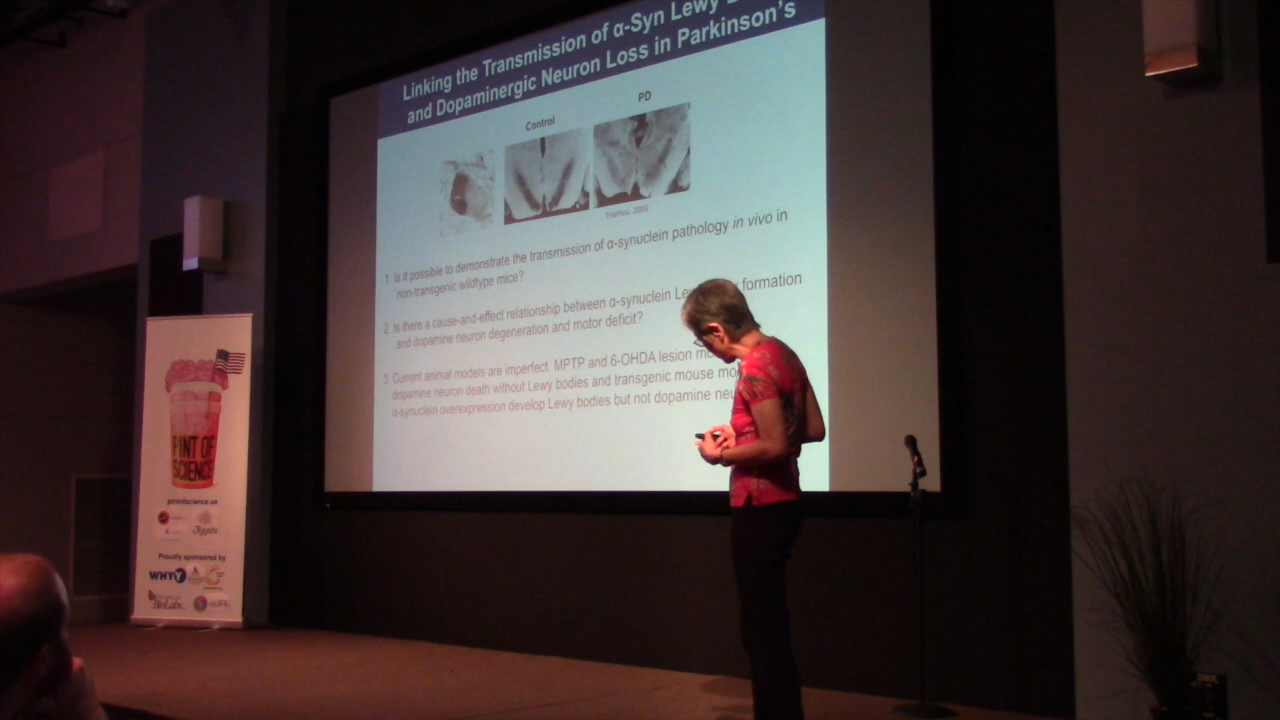 Linking the Transmission of α-Syn Lewy
and Dopaminergic Neuron Loss in Parkinson's
Control
PD
1. Is it possible to demonstrate the transmission of α-synuclein pathology in vivo in
non-transgenic wildtype mice?
2. Is there a cause-and-effect relationship between α-synuclein formation
and dopamine neuron degeneration and motor deficit?
3. Current animal models are imperfect. MPTP and 6-OHDA lesion
dopamine neuron death without Lewy bodies and transgenic mouse
α-synuclein overexpression develop Lewy bodies but not dopamine
PINT OF
SCIENCE
pintofscience.us
Proudly sponsored by
WHYY
BioLabs